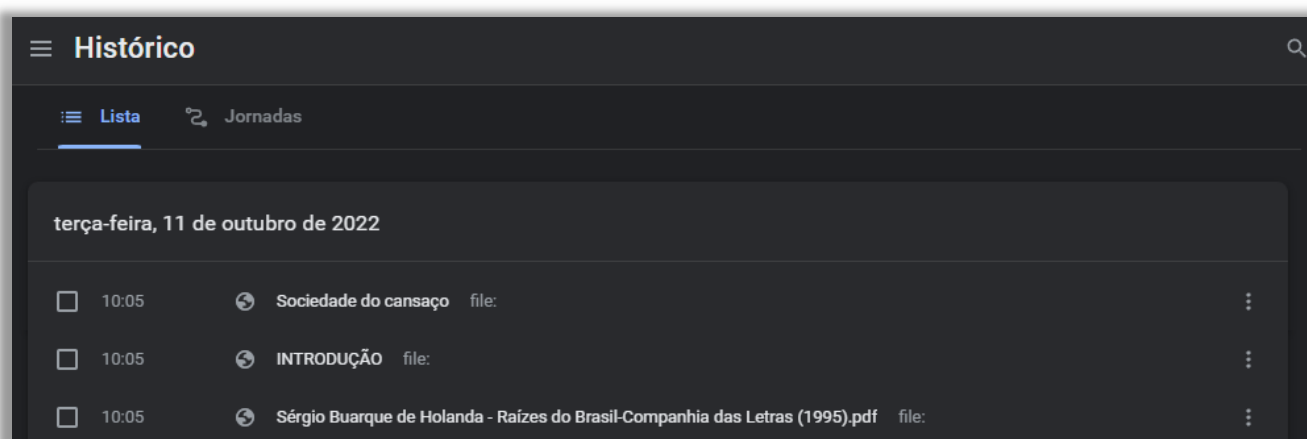 Histórico
Lista Jornadas
terça-feira, 11 de outubro de 2022
10:05 Sociedade do cansaço file:
10:05 INTRODUÇÃO file:
10:05 Sérgio Buarque de Holanda - Raízes do Brasil-Companhia das Letras (1995).pdf file: